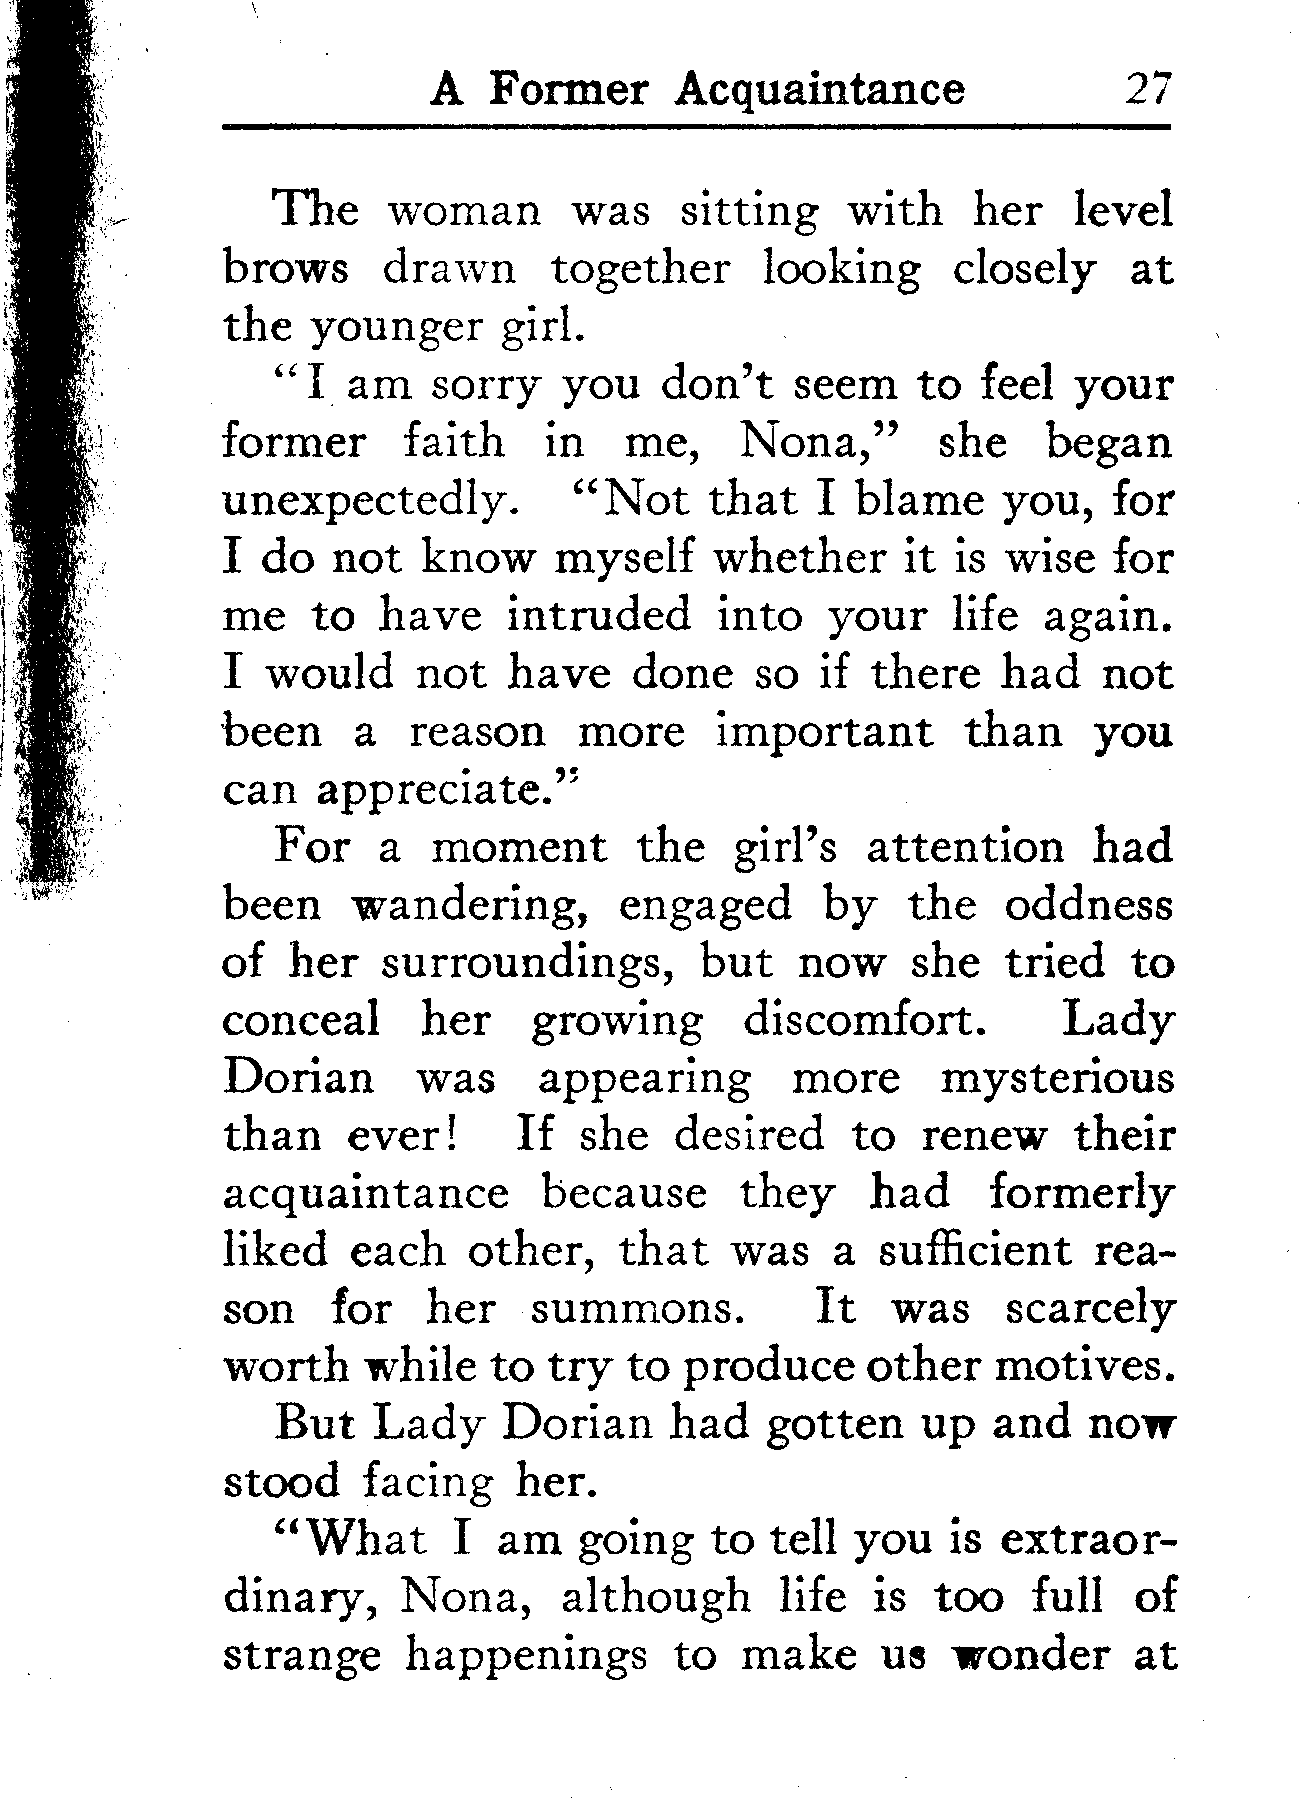 A Former Acquaintance 27
The woman was sitting with her level
brows drawn together looking closely at
the younger girl.
“I am sorry you don’t seem to feel your
former faith in me, Nona,” she began
unexpectedly. “Not that I blame you, for
I do not know myself whether it is wise for
me to have intruded into your life again.
I would not have done so if there had not
been a reason more important than you
can appreciate.”
For a moment the girl’s attention had
been wandering, engaged by the oddness
of her surroundings, but now she tried to
conceal her growing discomfort. Lady
Dorian was appearing more mysterious
than ever! If she desired to renew their
acquaintance because they had formerly
liked each other, that was a sufficient rea-
son for her summons. It was scarcely
worth while to try to produce other motives.
But Lady Dorian had gotten up and now
stood facing her.
“What I am going to tell you is extraor-
dinary, Nona, although life is too full of
strange happenings to make us wonder at